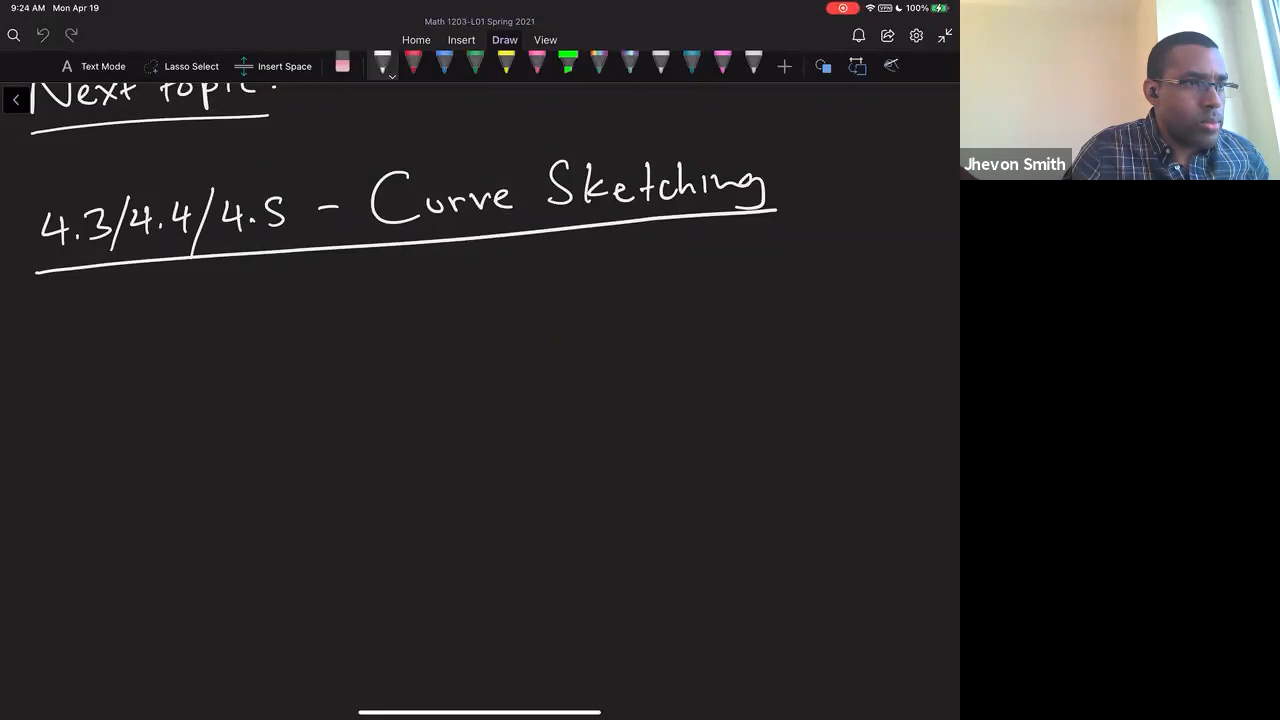 9:24 AM Mon Apr 19
100%
Math 1203-L01 Spring 2021
Home Insert Draw View
Text Mode Lasso Select Insert Space
Next topic:
4.3/4.4/4.5 - Curve Sketching
Jhevon Smith